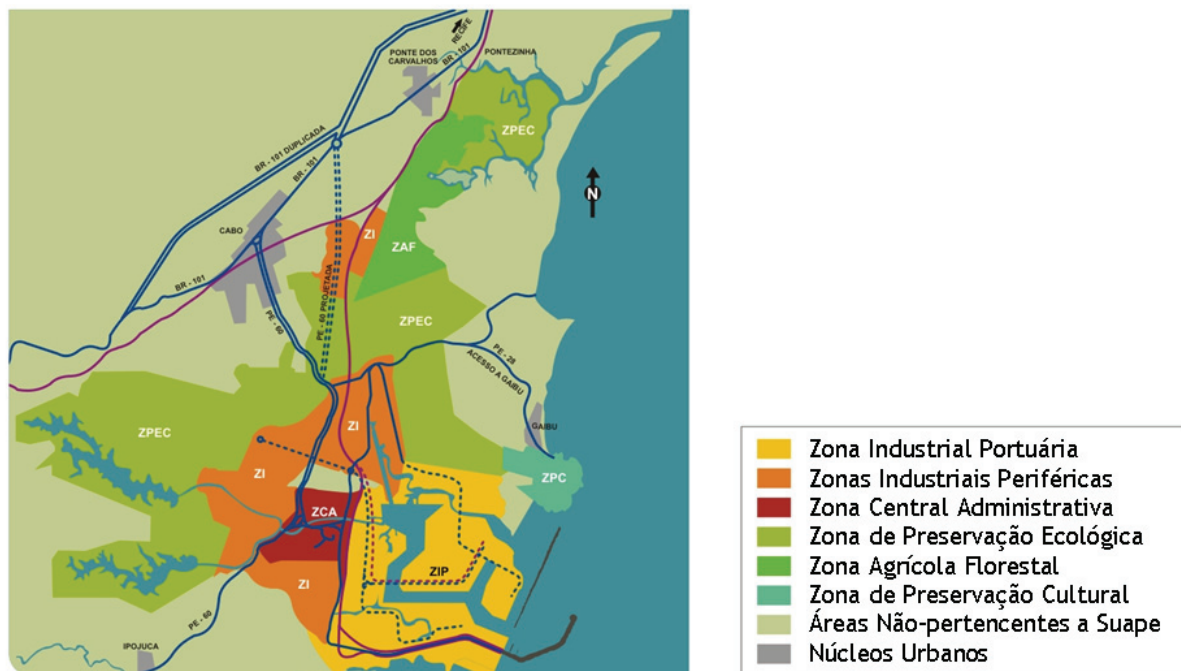 RECIFE
PONTE DOS
CARVALHOS
PONTEZINHA
BR - 101
ZPEC
BR - 101 DUPLICADA
BR - 101
CABO
ZI
ZAF
BR - 101
PE - 60 PROJETADA
PE - 60
ZPEC
PE - 28
ACESSO A GAIBU
GAIBU
ZPEC
ZI
ZI
ZPC
ZCA
ZIP
ZI
PE - 60
IPOJUCA
N
Zona Industrial Portuária
Zonas Industriais Periféricas
Zona Central Administrativa
Zona de Preservação Ecológica
Zona Agrícola Florestal
Zona de Preservação Cultural
Áreas Não-pertencentes a Suape
Núcleos Urbanos